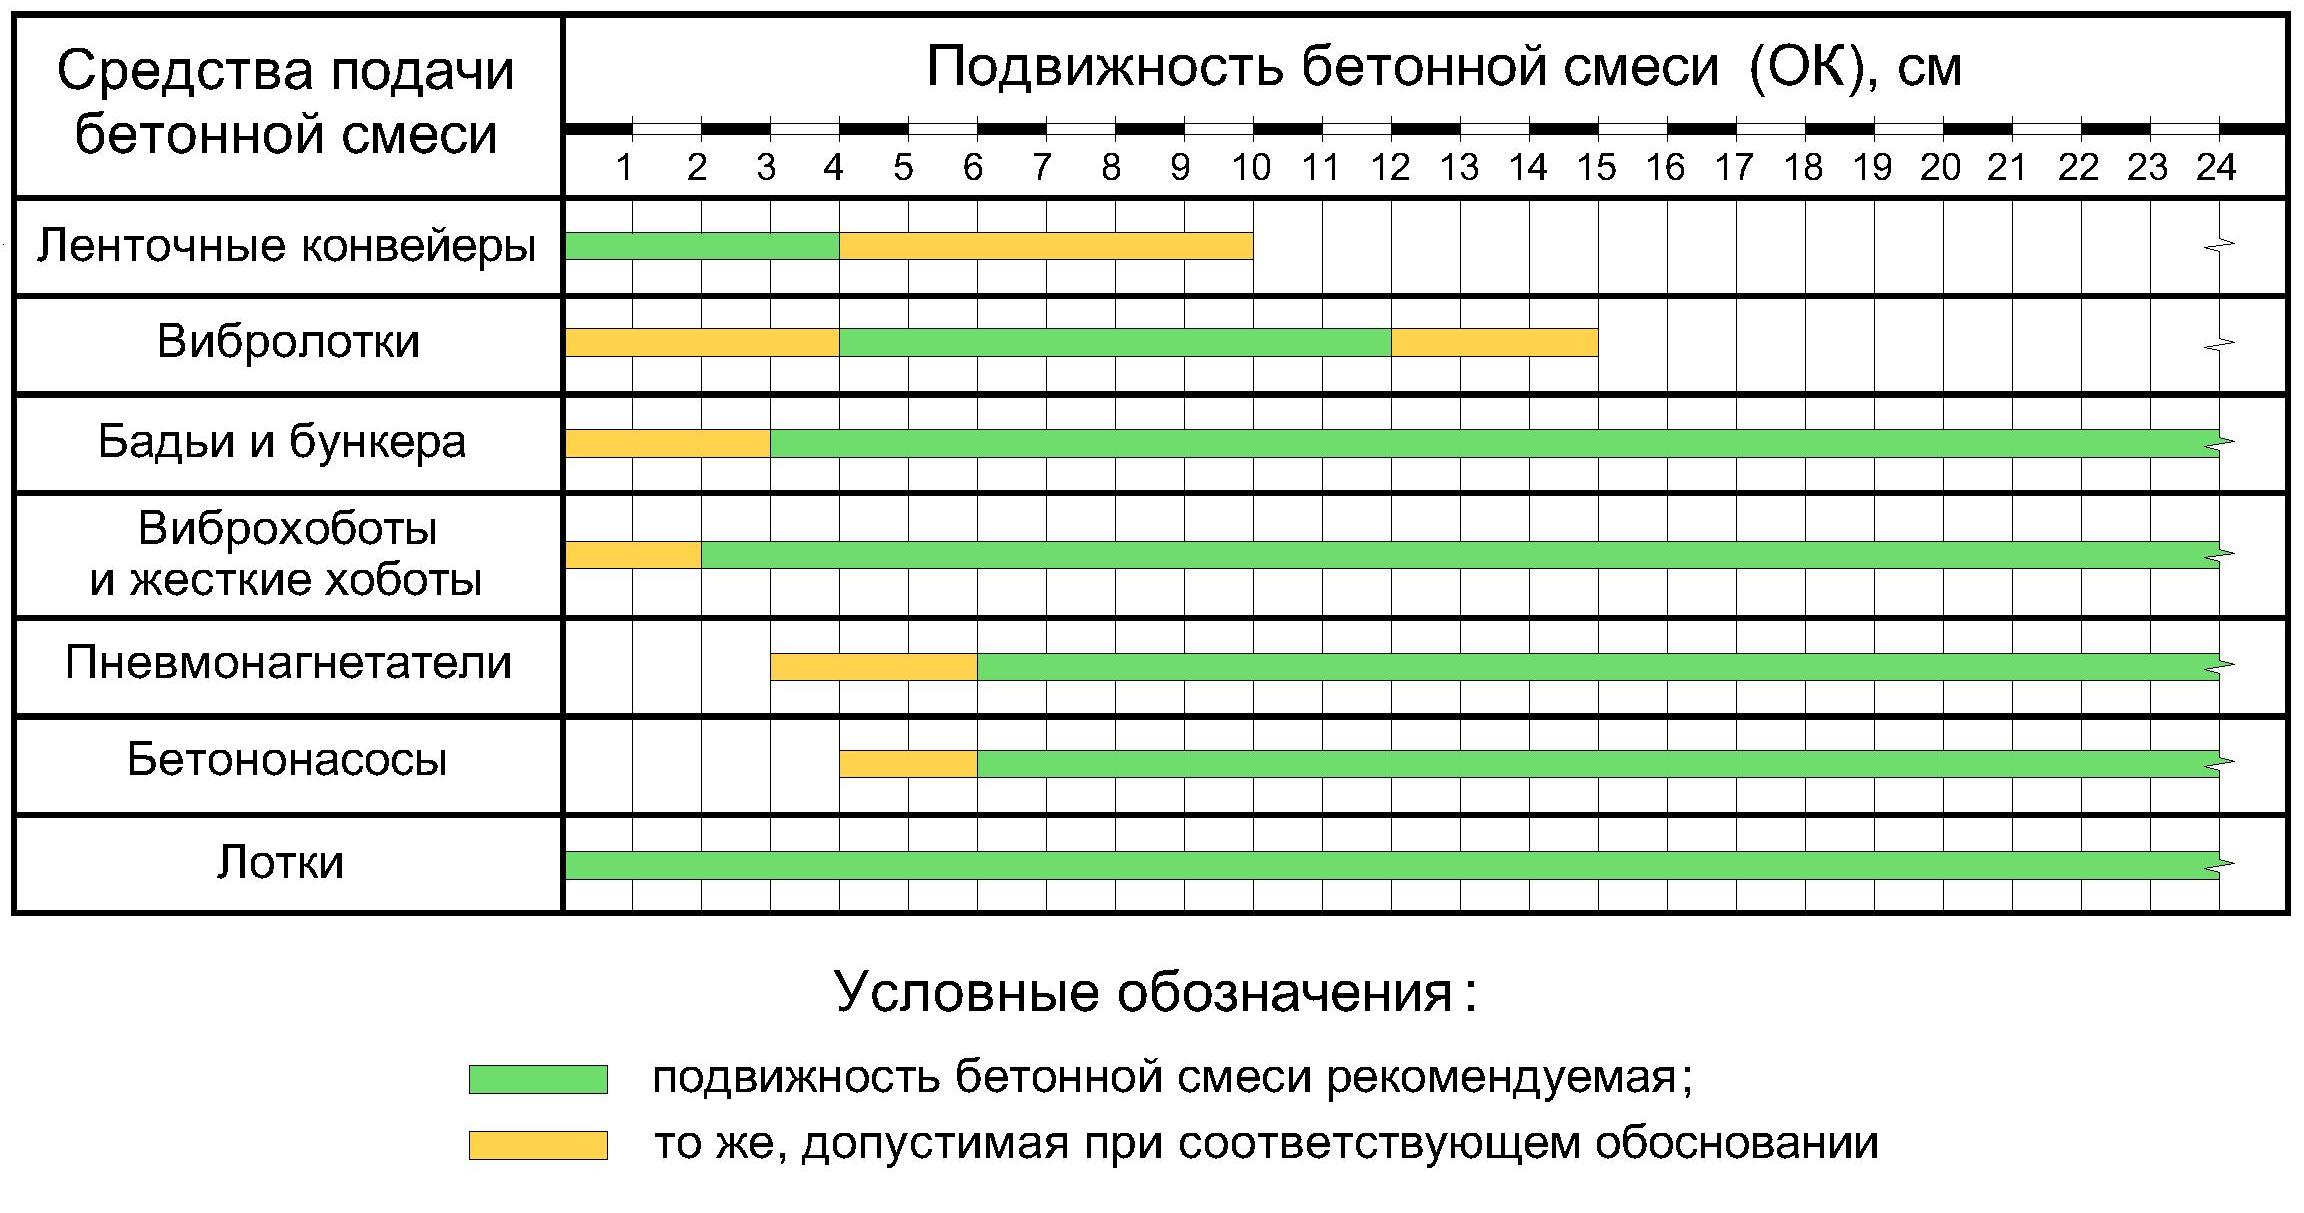 Средства подачи
бетонной смеси
Подвижность бетонной смеси (ОК), см
1 2 3 4 5 6 7 8 9 10 11 12 13 14 15 16 17 18 19 20 21 22 23 24
Ленточные конвейеры
Вибролотки
Бадьи и бункера
Виброхоботы
и жесткие хоботы
Пневмонагнетатели
Бетононасосы
Лотки
Условные обозначения:
подвижность бетонной смеси рекомендуемая;
то же, допустимая при соответствующем обосновании